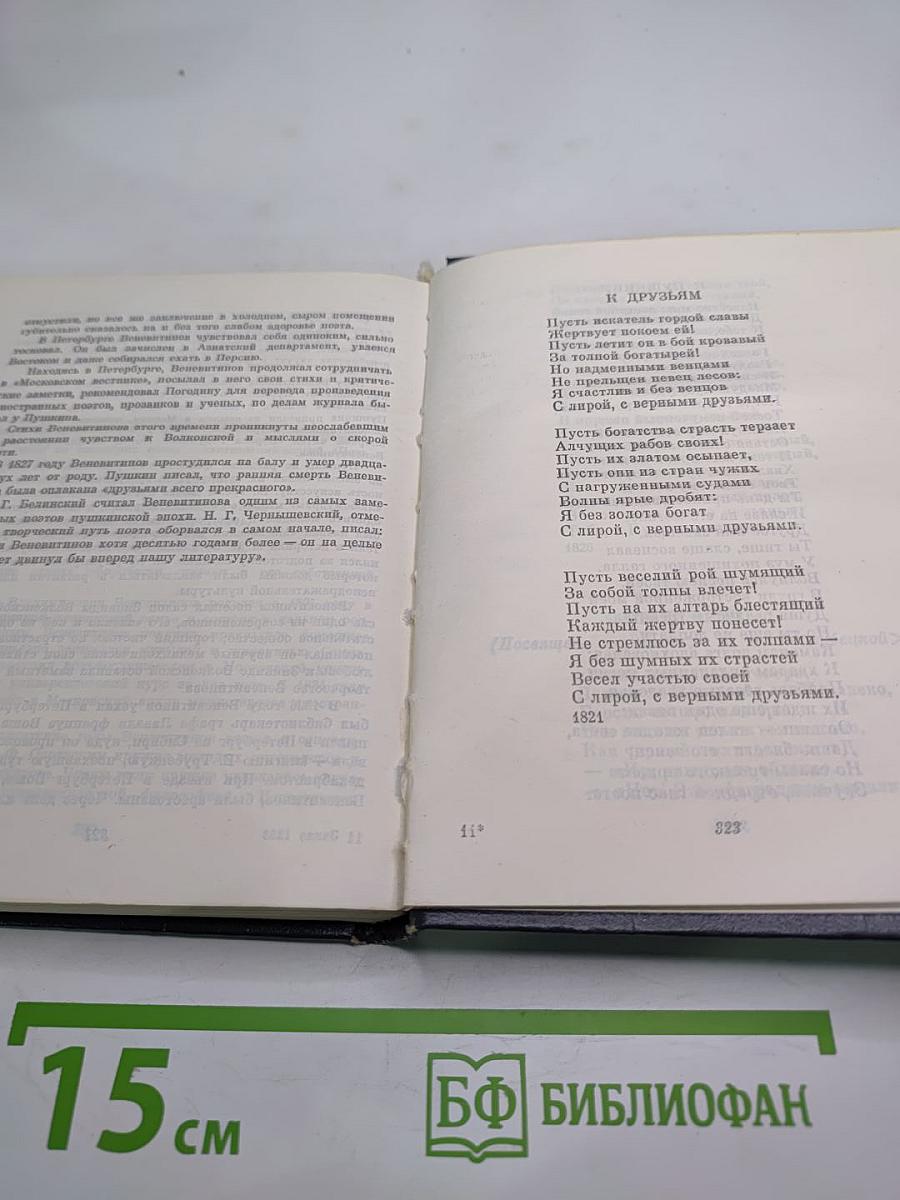 отпустили, но все же заключение в холодном, сыром помещении
губительно сказалось на и без того слабом здоровье поэта.
В Петербурге Веневитинов чувствовал себя одиноким, сильно
тосковал. Он был зачислен в Азиатский департамент, увлекся
Востоком и даже собирался ехать в Персию.
Находясь в Петербурге, Веневитинов продолжал сотрудничать
в «Московском вестнике», посылал в него свои стихи и критиче-
ские заметки, рекомендовал Погодину для перевода произведения
ностранных поэтов, прозаиков и ученых, по делам журнала бы-
л у Пушкина.
Стихи Веневитинова этого времени проникнуты неослабевшим
расстоянии чувством к Волконской и мыслями о скорой
ти.
В 1827 году Веневитинов простудился на балу и умер двадца-
ух лет от роду. Пушкин писал, что ранняя смерть Веневи-
а была оплакана «друзьями всего прекрасного».
Г. Белинский считал Веневитинова одним из самых заме-
ых поэтов пушкинской эпохи. Н. Г. Чернышевский, отме-
творческий путь поэта оборвался в самом начале, писал:
и Веневитинов хотя десятью годами более — он на целые
ет двинул бы вперед нашу литературу».
К ДРУЗЬЯМ
Пусть искатель гордой славы
Жертвует покоем ей!
Пусть летит он в бой кровавый
За толпой богатырей!
Но надменными венцами
Не прельщен певец лесов:
Я счастлив и без венцов
С лирой, с верными друзьями.
Пусть богатства страсть терзает
Алчущих рабов своих!
Пусть их златом осыпает,
Пусть они из стран чужих
С нагруженными судами
Волны ярые дробят:
Я без золота богат
С лирой, с верными друзьями.
Пусть веселий рой шумящий
За собой толпы влечет!
Пусть на их алтарь блестящий
Каждый жертву понесет!
Не стремлюсь за их толпами —
Я без шумных их страстей
Весел участью своей
С лирой, с верными друзьями.
1821
11*
323
15 см
БФ БИБЛИОФАН